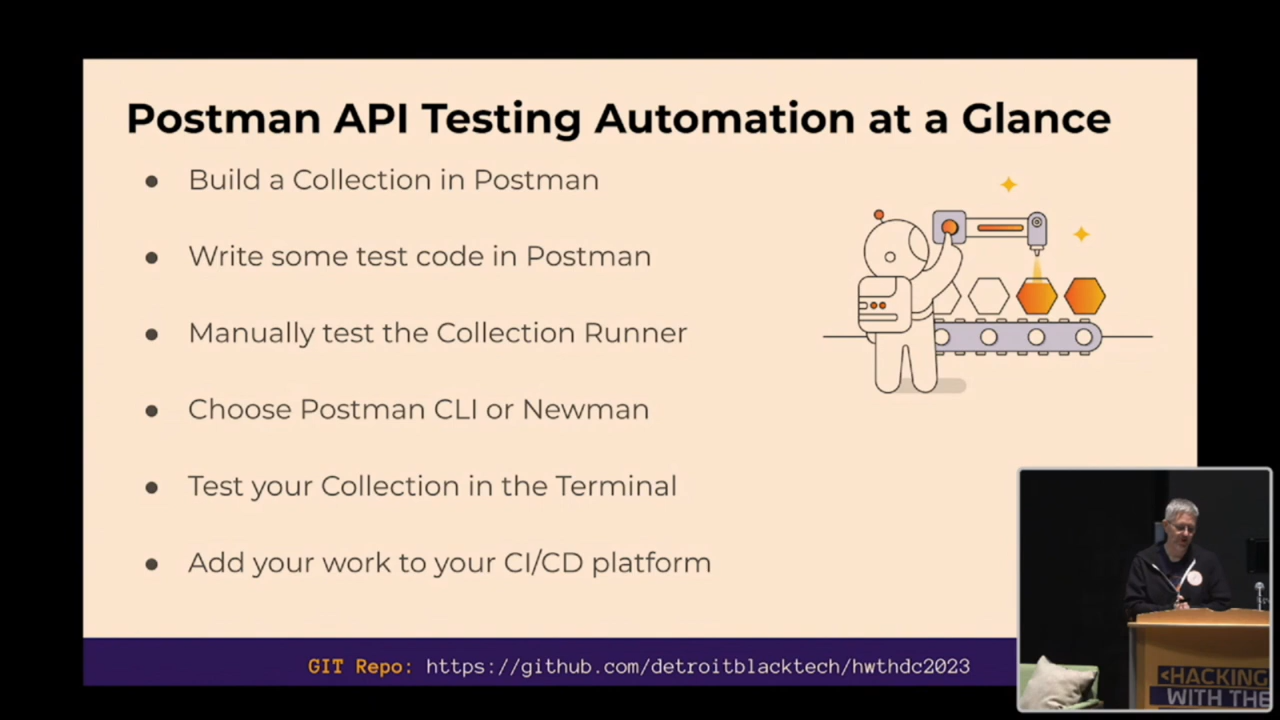 Postman API Testing Automation at a Glance
● Build a Collection in Postman
● Write some test code in Postman
● Manually test the Collection Runner
● Choose Postman CLI or Newman
● Test your Collection in the Terminal
● Add your work to your CI/CD platform
GIT Repo: https://github.com/detroitblacktech/hwthdc2023
<HACKING
WITH THE